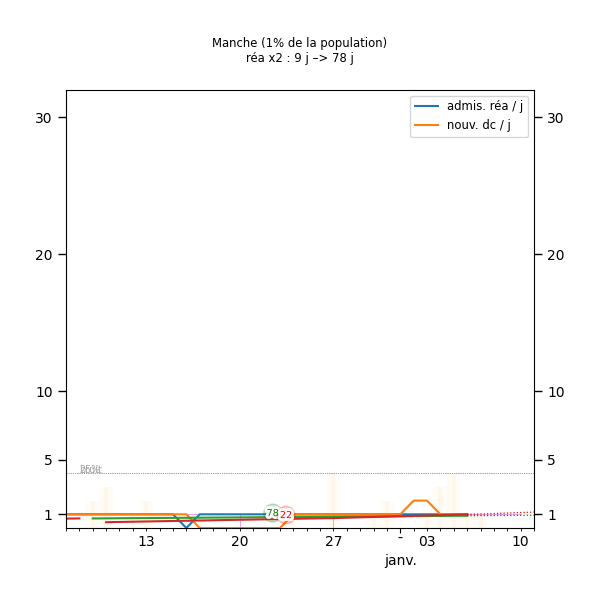 Manche (1% de la population)
réa x2 : 9 j –> 78 j
admis. réa / j
nouv. dc / j
30 30
20 20
10 10
5 5
25%
78 22
1 1
13 20 27 - 03 10
janv.